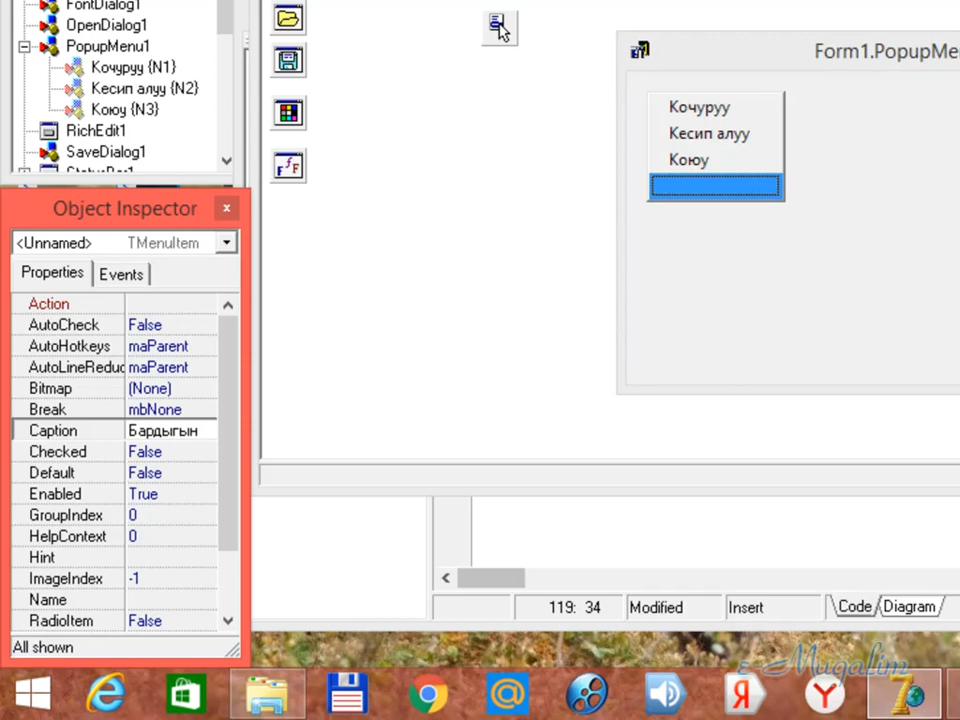 FontDialog1
OpenDialog1
PopupMenu1
Кочуруу {N1}
Кесип алуу {N2}
Коюу {N3}
RichEdit1
SaveDialog1
StatusBar1
Form1.PopupMe
Кочуруу
Кесип алуу
Коюу
Object Inspector
<Unnamed> TMenuItem
Properties Events
Action
AutoCheck False
AutoHotkeys maParent
AutoLineReduc maParent
Bitmap (None)
Break mbNone
Caption Бардыгын
Checked False
Default False
Enabled True
GroupIndex 0
HelpContext 0
Hint
ImageIndex -1
Name
RadioItem False
All shown
119: 34 Modified Insert Code Diagram
e-Mugalim